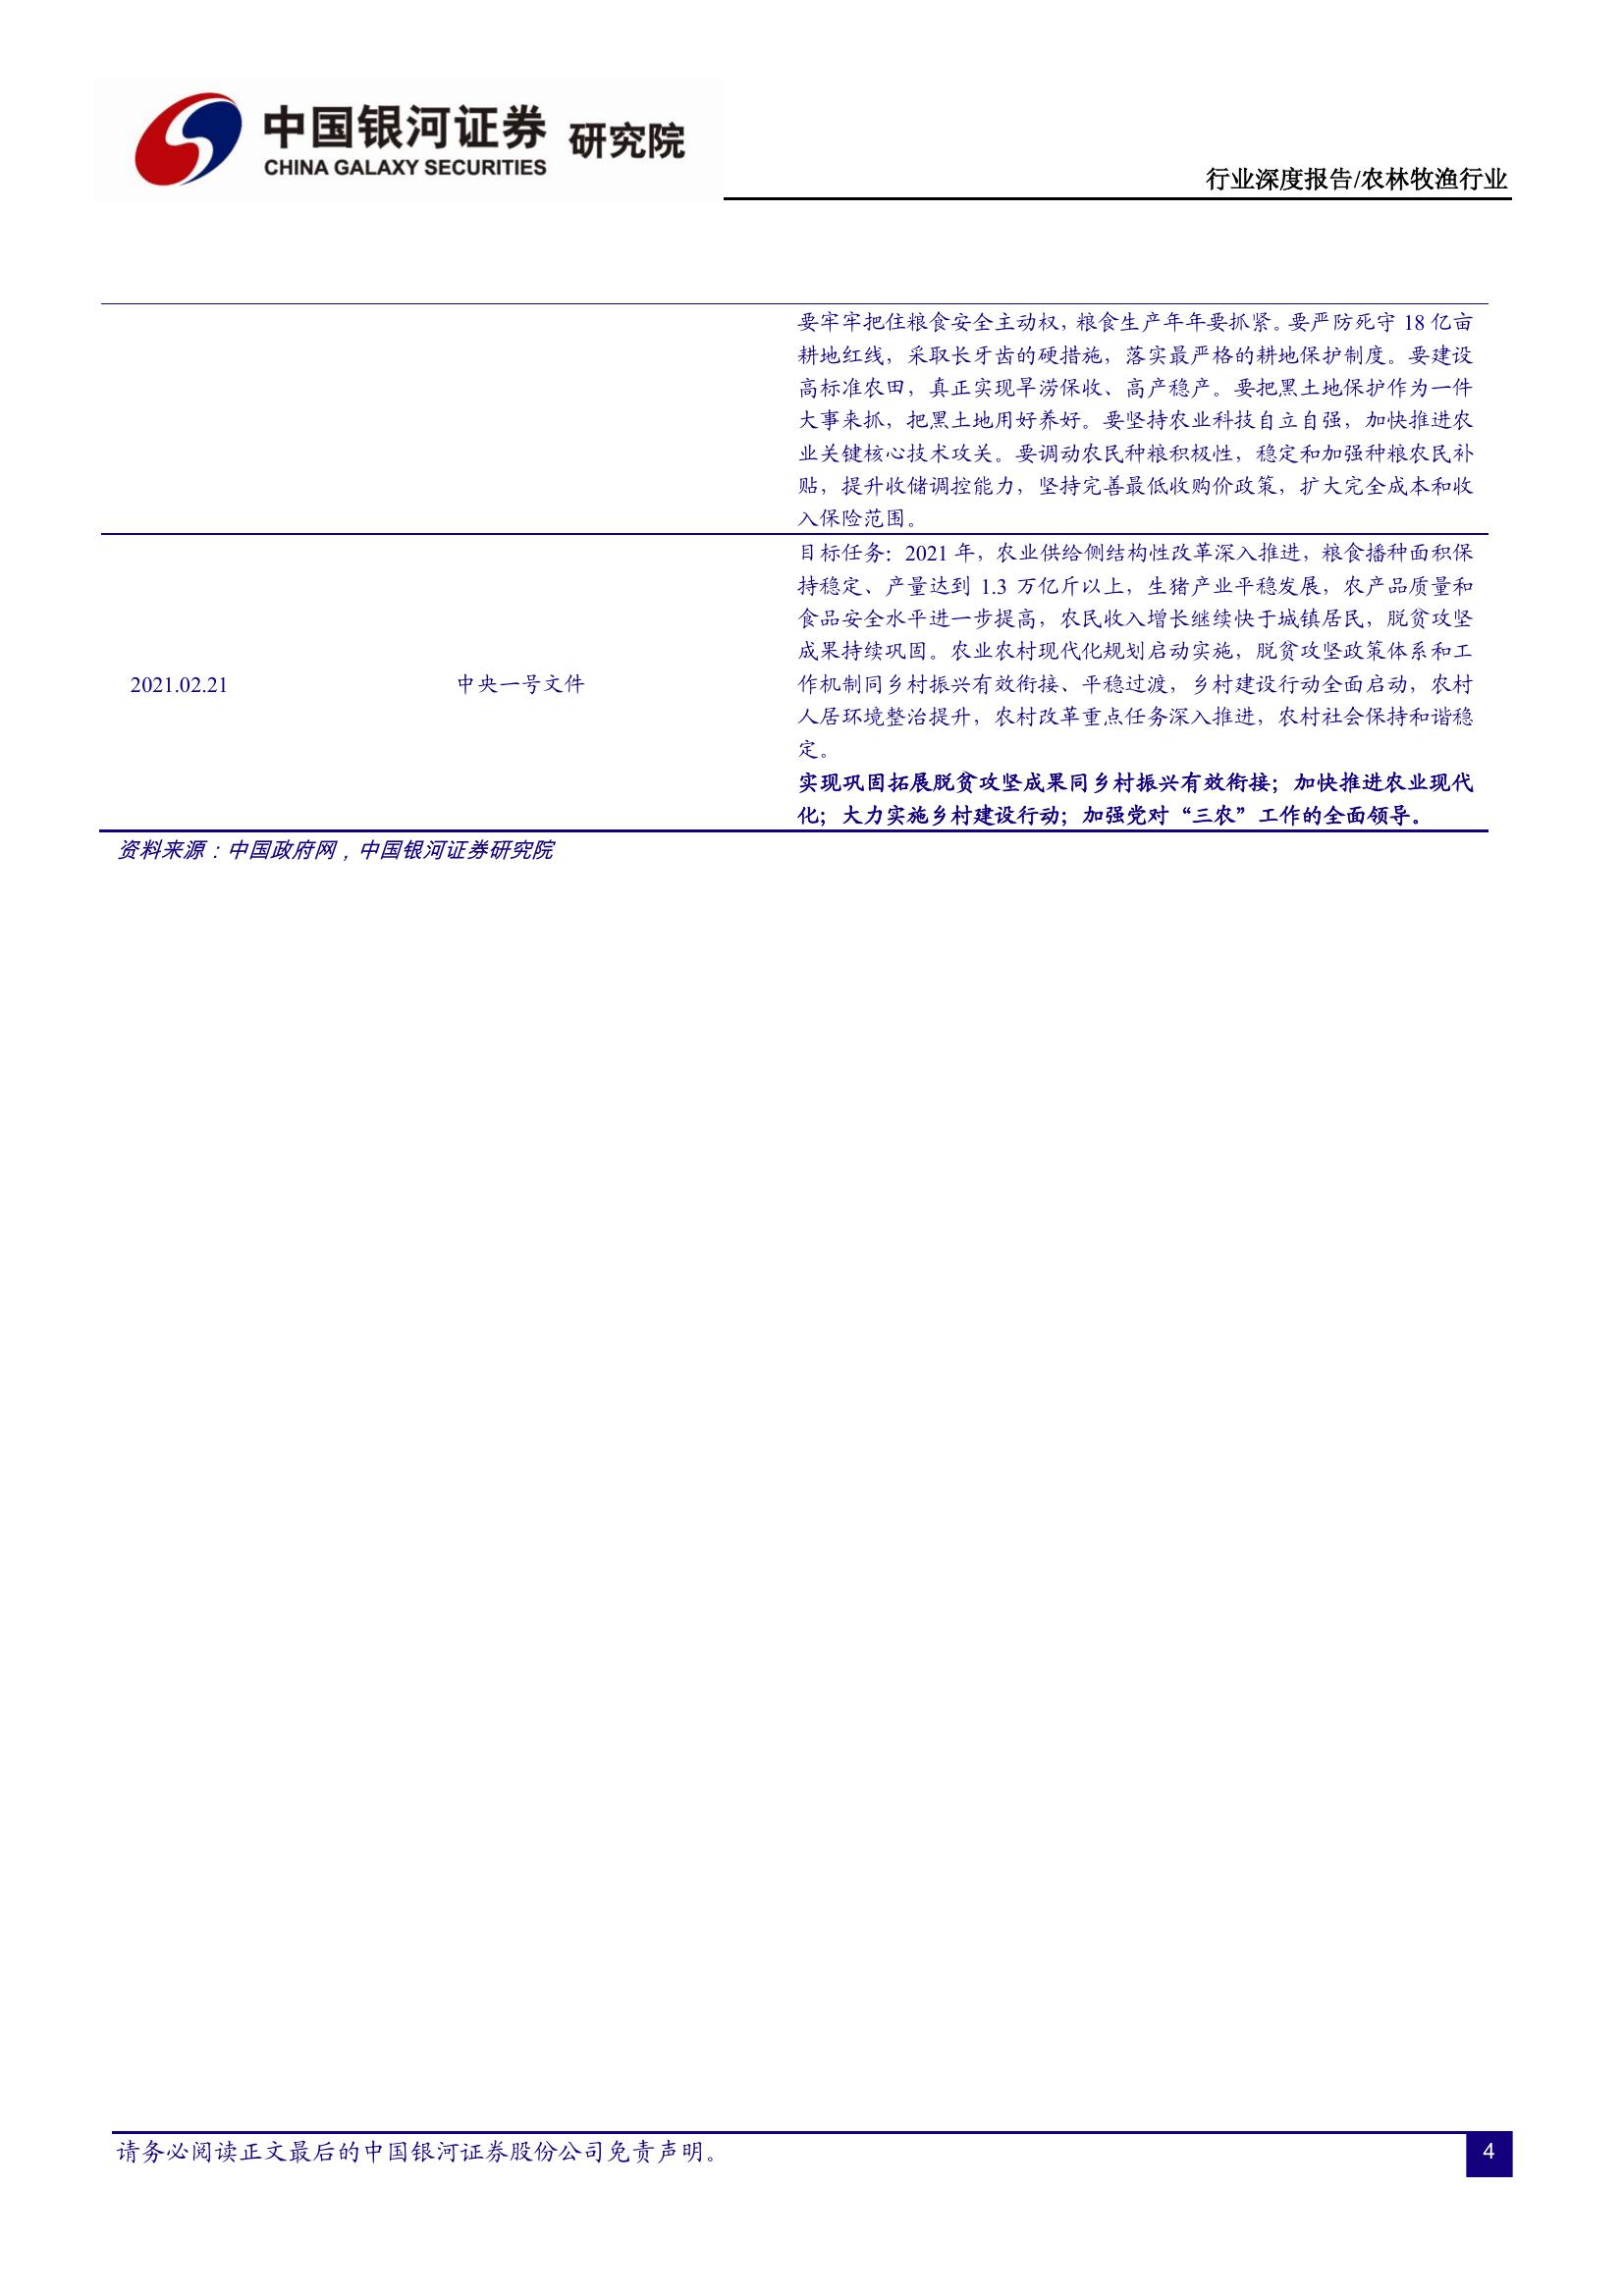 中国银河证券 研究院
CHINA GALAXY SECURITIES
行业深度报告/农林牧渔行业
要牢牢把住粮食安全主动权，粮食生产年年要抓紧。要严防死守 18 亿亩
耕地红线，采取长牙齿的硬措施，落实最严格的耕地保护制度。要建设
高标准农田，真正实现旱涝保收、高产稳产。要把黑土地保护作为一件
大事来抓，把黑土地用好养好。要坚持农业科技自立自强，加快推进农
业关键核心技术攻关。要调动农民种粮积极性，稳定和加强种粮农民补
贴，提升收储调控能力，坚持完善最低收购价政策，扩大完全成本和收
入保险范围。
2021.02.21
中央一号文件
目标任务：2021 年，农业供给侧结构性改革深入推进，粮食播种面积保
持稳定、产量达到 1.3 万亿斤以上，生猪产业平稳发展，农产品质量和
食品安全水平进一步提高，农民收入增长继续快于城镇居民，脱贫攻坚
成果持续巩固。农业农村现代化规划启动实施，脱贫攻坚政策体系和工
作机制同乡村振兴有效衔接、平稳过渡，乡村建设行动全面启动，农村
人居环境整治提升，农村改革重点任务深入推进，农村社会保持和谐稳
定。
实现巩固拓展脱贫攻坚成果同乡村振兴有效衔接；加快推进农业现代
化；大力实施乡村建设行动；加强党对“三农”工作的全面领导。
资料来源：中国政府网，中国银河证券研究院
请务必阅读正文最后的中国银河证券股份公司免责声明。
4